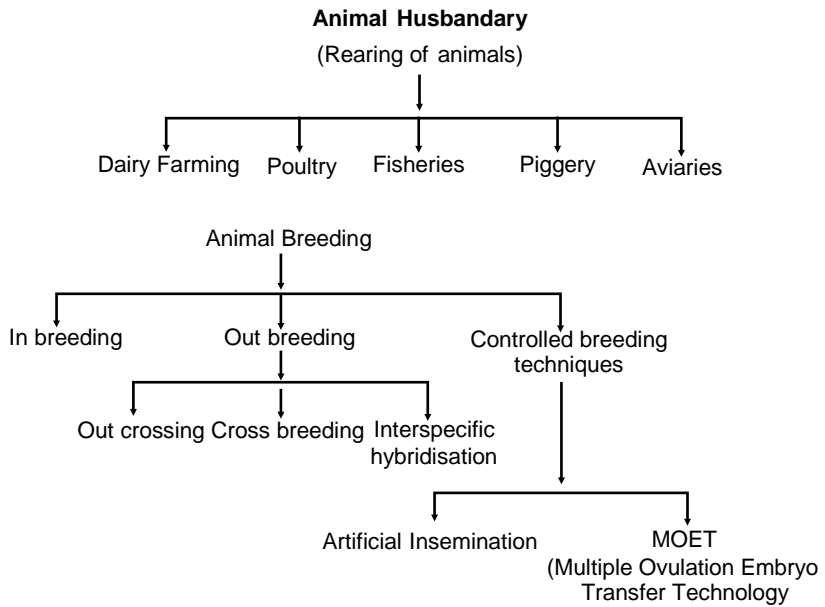 Animal Husbandary
(Rearing of animals)
Dairy Farming
Poultry
Fisheries
Piggery
Aviaries
Animal Breeding
In breeding
Out breeding
Controlled breeding
techniques
Out crossing
Cross breeding
Interspecific
hybridisation
Artificial Insemination
MOET
(Multiple Ovulation Embryo
Transfer Technology